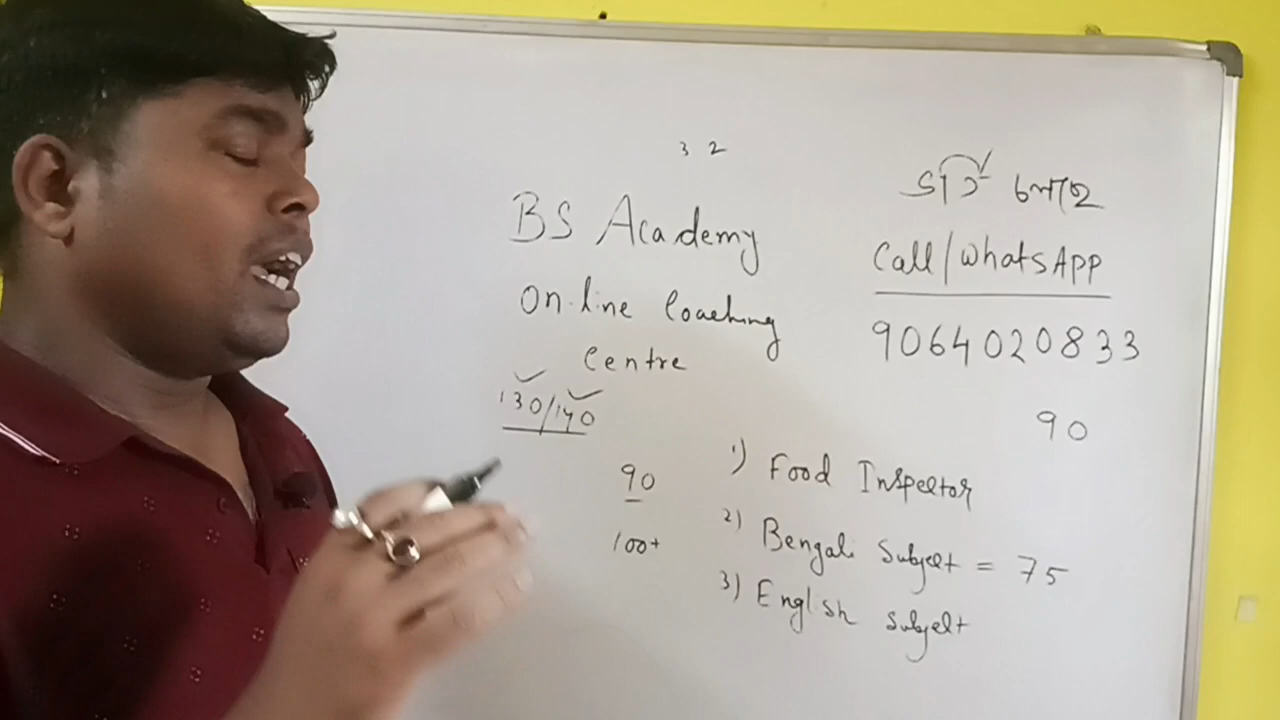 3 2
BS Academy
On-line Coaching
Centre
130/140
90
100+
Call/WhatsAPP
9064020833
90
1) Food Inspector
2) Bengali Subject = 75
3) English Subject